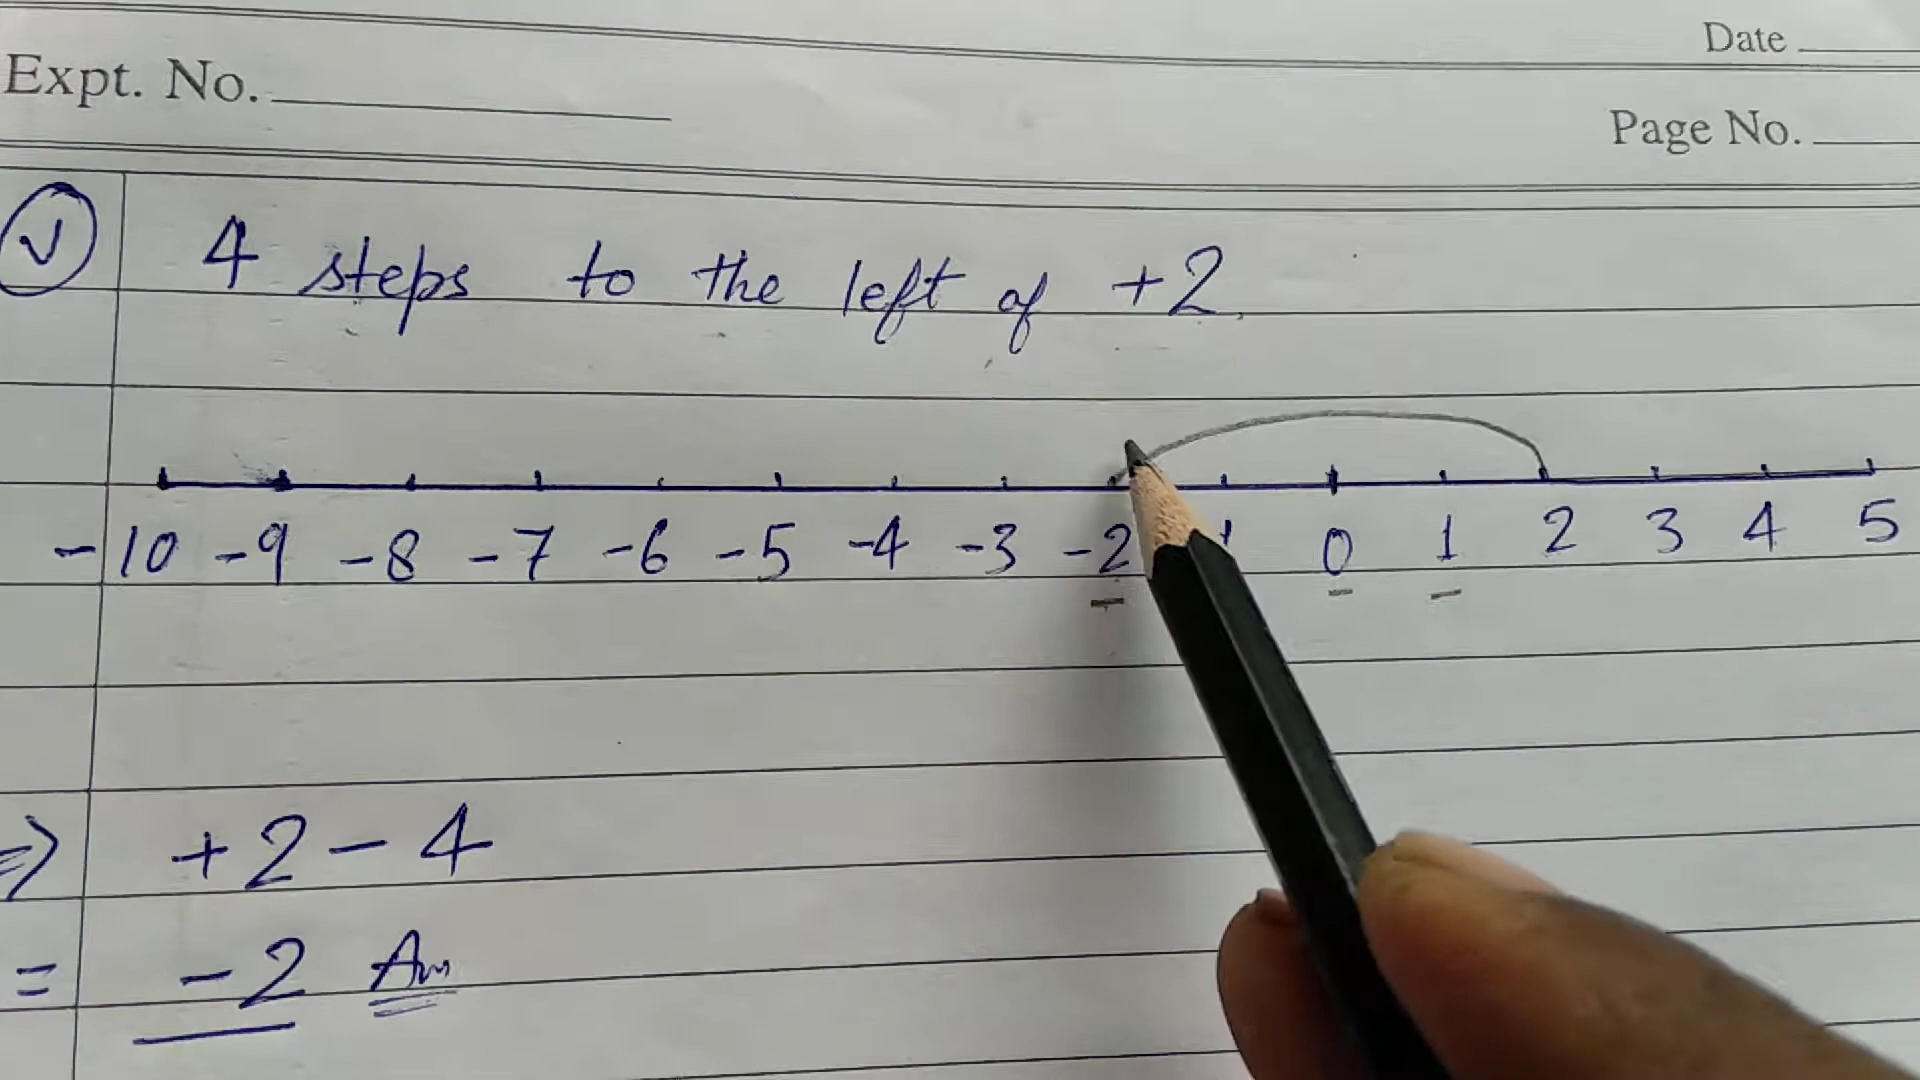 Date
Expt. No.
Page No.
V 4 steps to the left of +2.
-10 -9 -8 -7 -6 -5 -4 -3 -2 0 1 2 3 4 5
⇒ +2 - 4
= -2 Ans